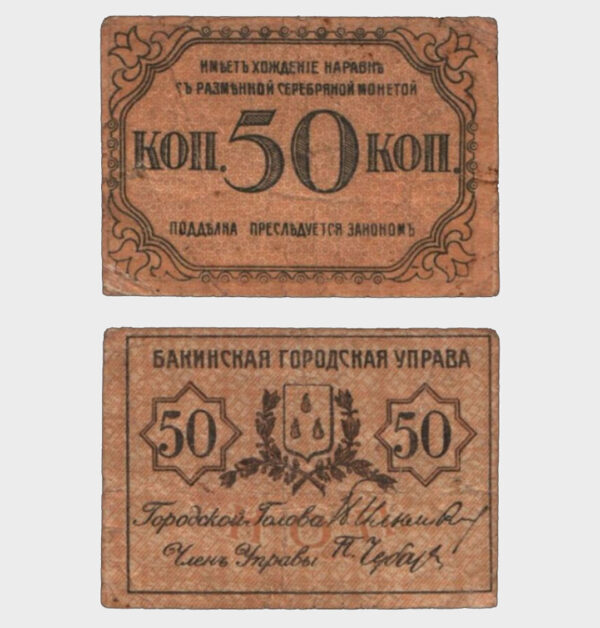 ИМѢЕТЪ ХОЖДЕНІЕ НАРАВНѢ
СЪ РАЗМѢННОЙ СЕРЕБРЯНОЙ МОНЕТОЙ
КОП. 50 КОП.
ПОДДѢЛКА ПРЕСЛѢДУЕТСЯ ЗАКОНОМЪ
БАКИНСКАЯ ГОРОДСКАЯ УПРАВА
50 50
Городской Голова
Членъ Управы